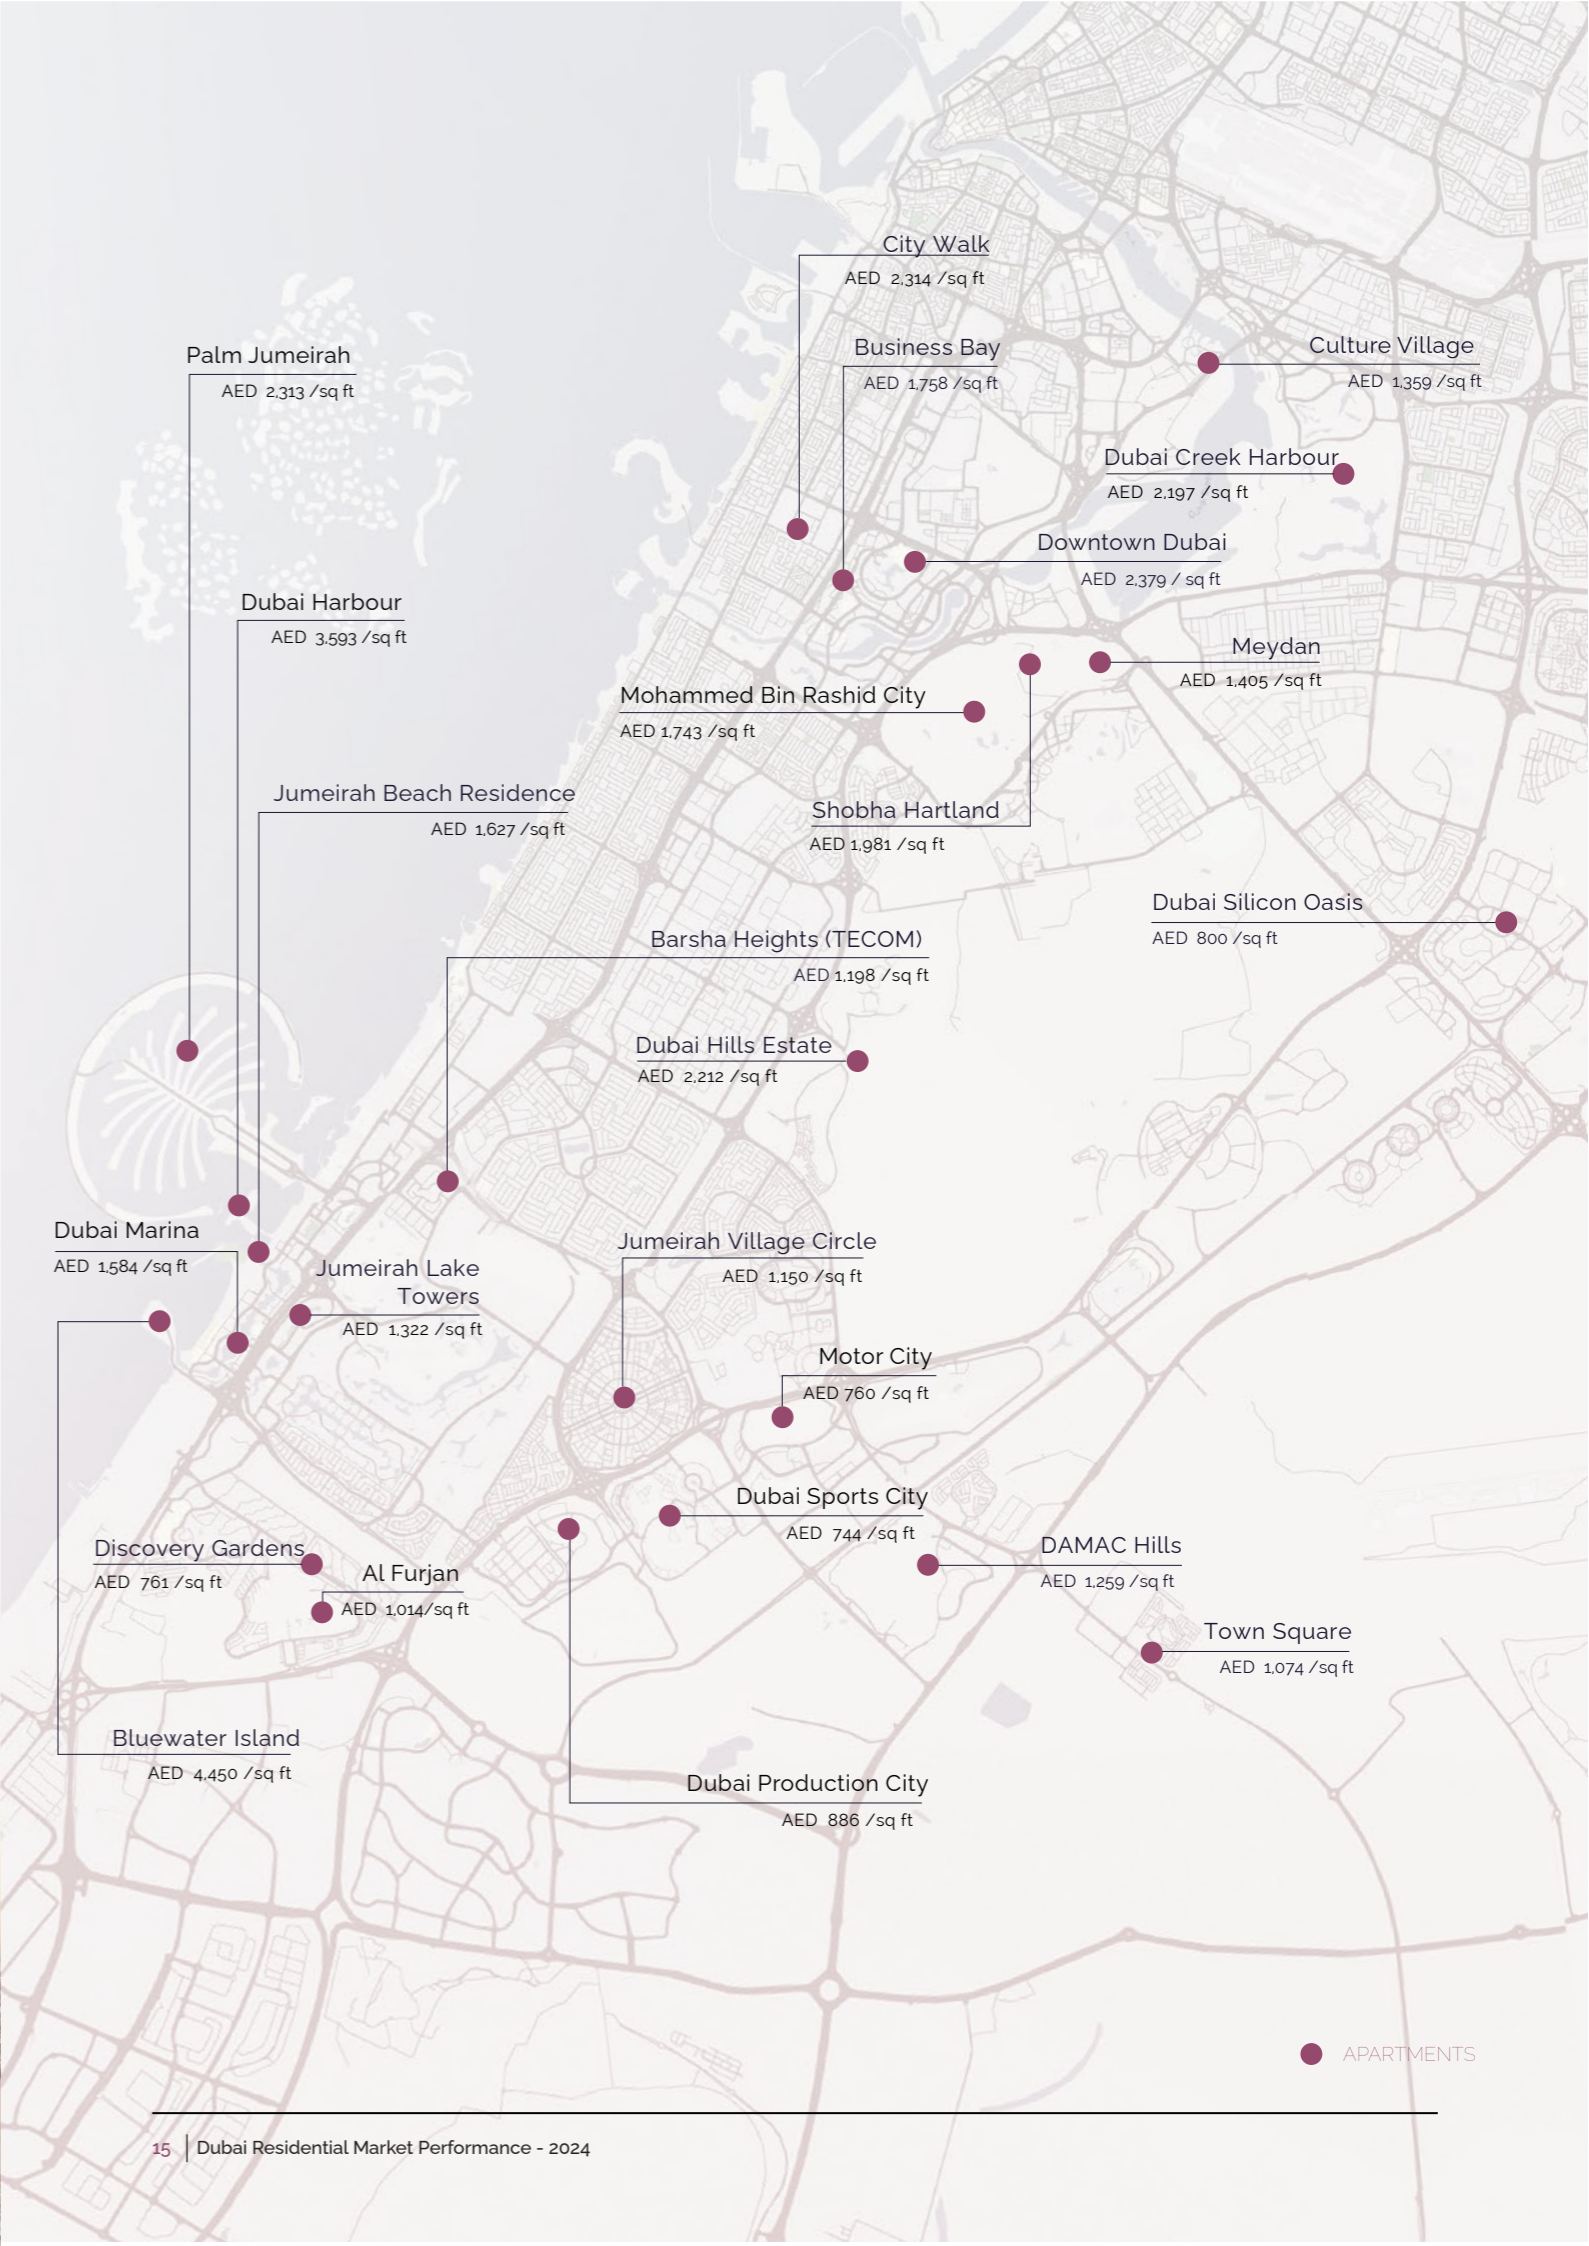 City Walk
AED 2,314 /sq ft
Business Bay
AED 1,758 /sq ft
Palm Jumeirah
AED 2,313 /sq ft
Culture Village
AED 1,359 /sq ft
Dubai Creek Harbour
AED 2,197 /sq ft
Downtown Dubai
AED 2,379 / sq ft
Dubai Harbour
AED 3,593 /sq ft
Meydan
AED 1,405 /sq ft
Mohammed Bin Rashid City
AED 1,743 /sq ft
Jumeirah Beach Residence
AED 1,627 /sq ft
Shobha Hartland
AED 1,981 /sq ft
Dubai Silicon Oasis
AED 800 /sq ft
Barsha Heights (TECOM)
AED 1,198 /sq ft
Dubai Hills Estate
AED 2,212 /sq ft
Dubai Marina
AED 1,584 /sq ft
Jumeirah Lake
Towers
AED 1,322 /sq ft
Jumeirah Village Circle
AED 1,150 /sq ft
Motor City
AED 760 /sq ft
Dubai Sports City
AED 744 /sq ft
Discovery Gardens
AED 761 /sq ft
Al Furjan
AED 1,014/sq ft
DAMAC Hills
AED 1,259 /sq ft
Town Square
AED 1,074 /sq ft
Bluewater Island
AED 4,450 /sq ft
Dubai Production City
AED 886 /sq ft
APARTMENTS
15 Dubai Residential Market Performance - 2024